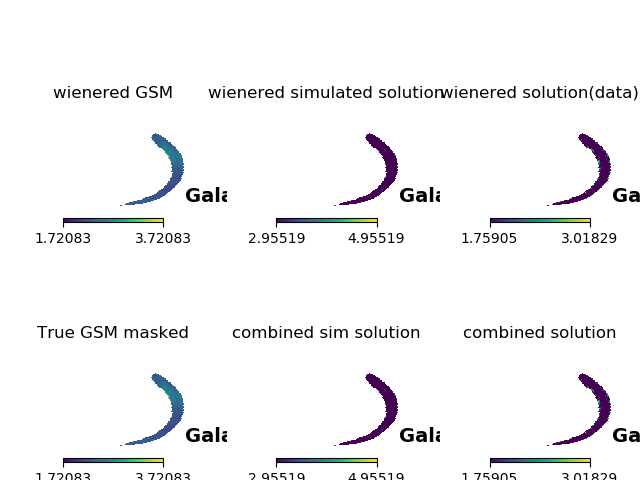 wienered GSM wienered simulated solution wienered solution(data)
Gala Gala Ga
1.72083 3.72083 2.95519 4.95519 1.75905 3.01829
True GSM masked combined sim solution combined solution
Gala Gala Ga
1.72083 3.72083 2.95519 4.95519 1.75905 3.01829